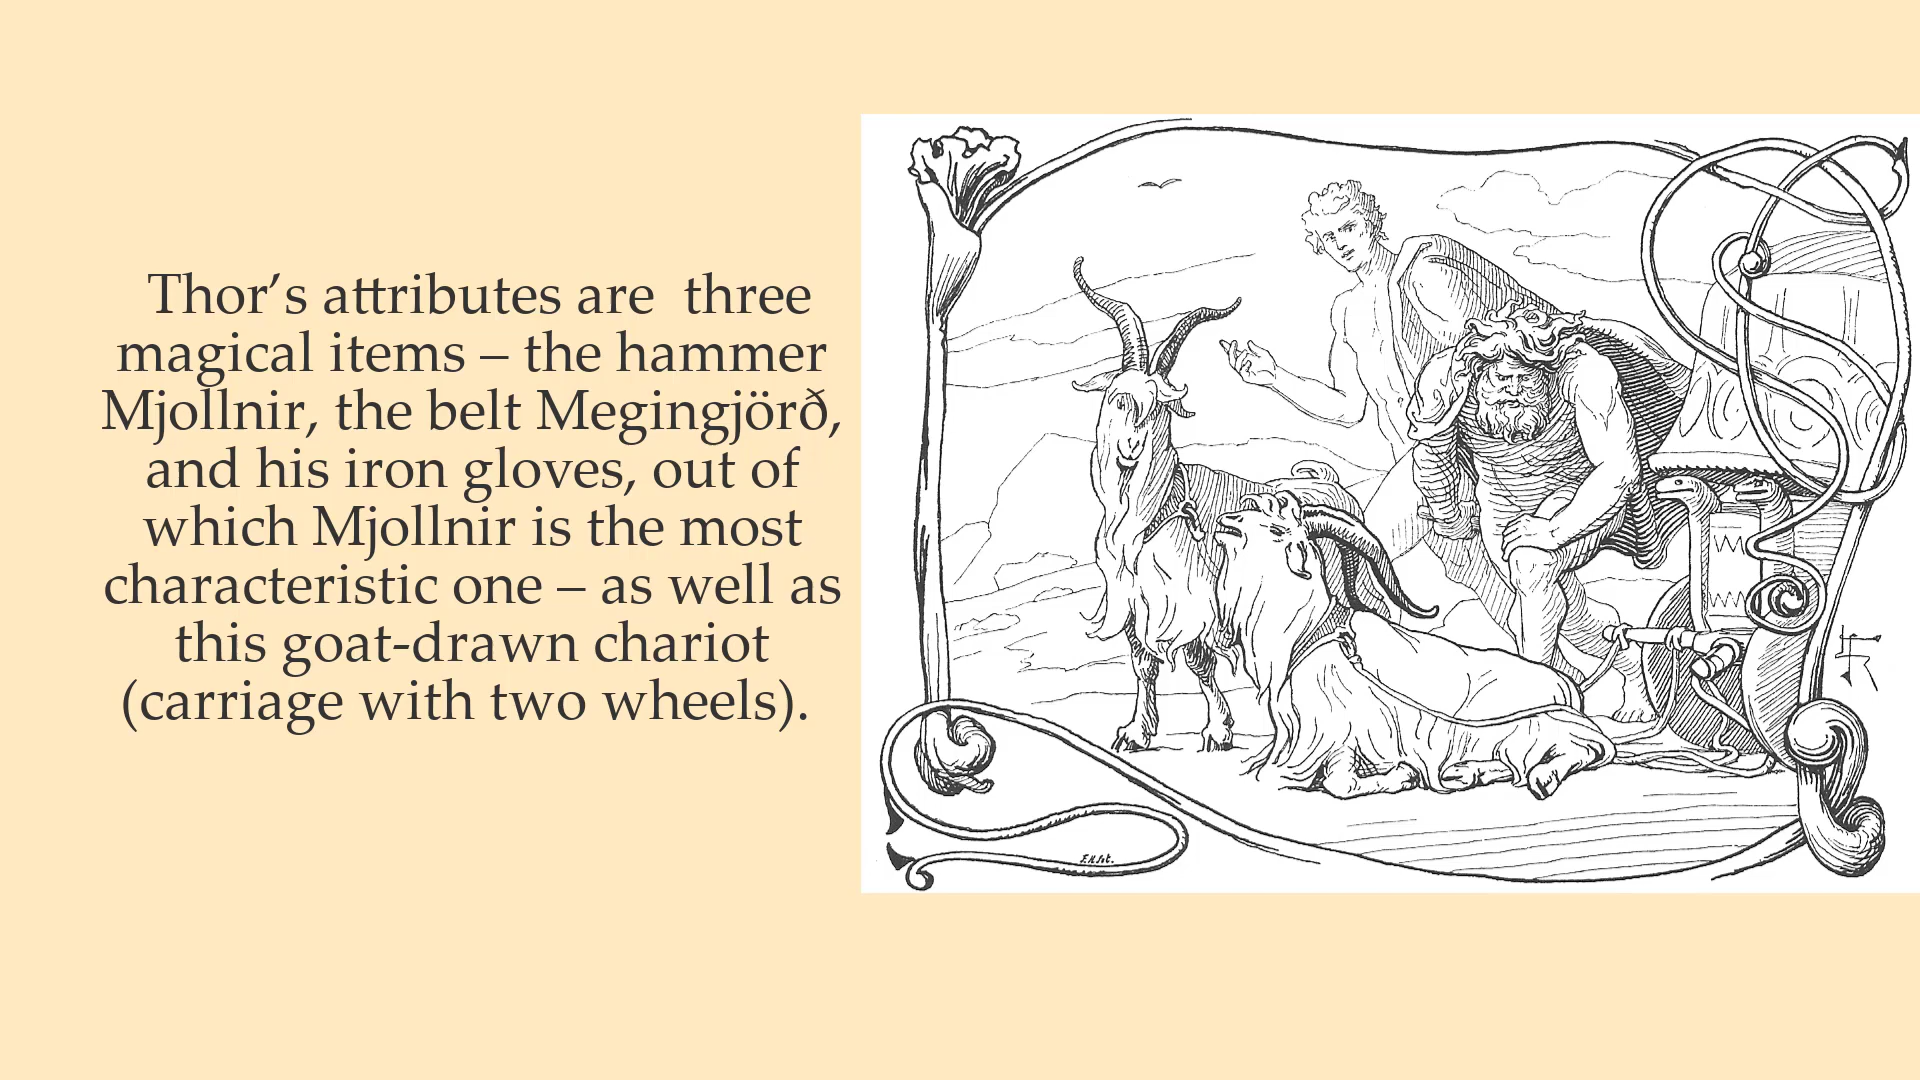 Thor’s attributes are  three
magical items – the hammer
Mjollnir, the belt Megingjörð,
and his iron gloves, out of
which Mjollnir is the most
characteristic one – as well as
this goat-drawn chariot
(carriage with two wheels).